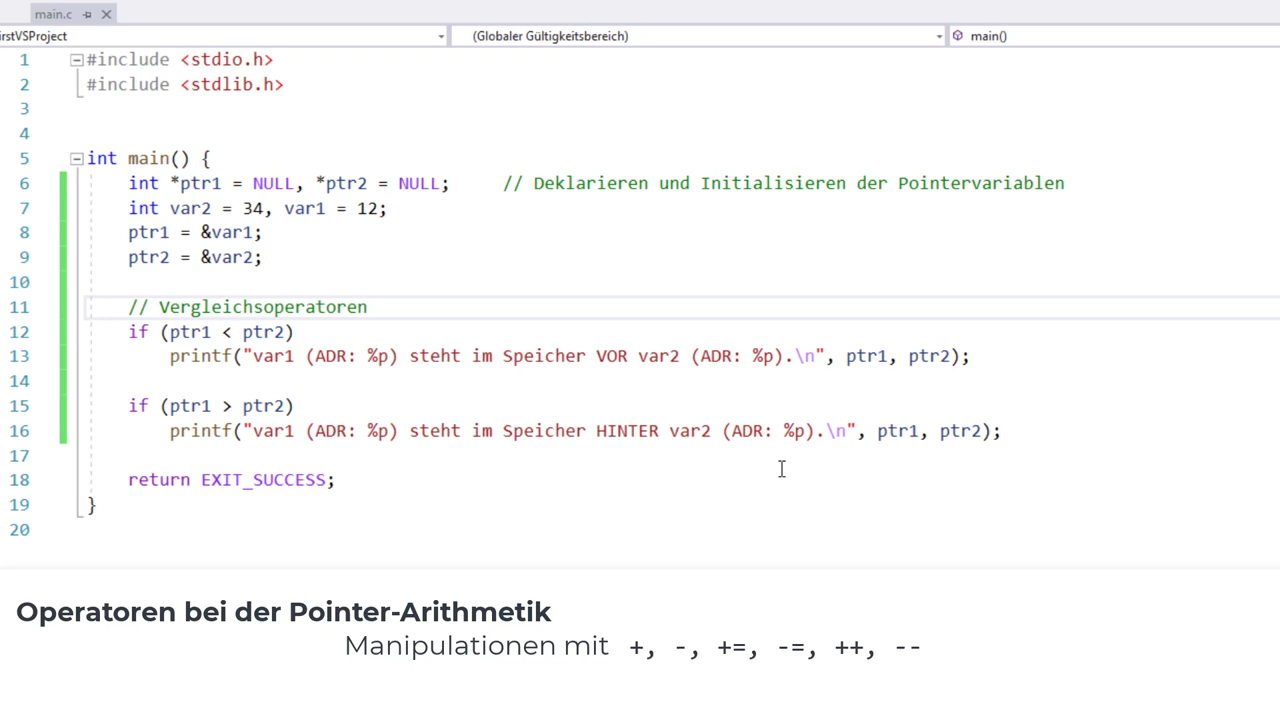 main.c
irstVSProject (Globaler Gültigkeitsbereich) main()
1 #include <stdio.h>
2 #include <stdlib.h>
3
4
5 int main() {
6 int *ptr1 = NULL, *ptr2 = NULL; // Deklarieren und Initialisieren der Pointervariablen
7 int var2 = 34, var1 = 12;
8 ptr1 = &var1;
9 ptr2 = &var2;
10
11 // Vergleichsoperatoren
12 if (ptr1 < ptr2)
13 printf("var1 (ADR: %p) steht im Speicher VOR var2 (ADR: %p).\n", ptr1, ptr2);
14
15 if (ptr1 > ptr2)
16 printf("var1 (ADR: %p) steht im Speicher HINTER var2 (ADR: %p).\n", ptr1, ptr2);
17
18 return EXIT_SUCCESS;
19 }
20
Operatoren bei der Pointer-Arithmetik
Manipulationen mit +, -, +=, -=, ++, --